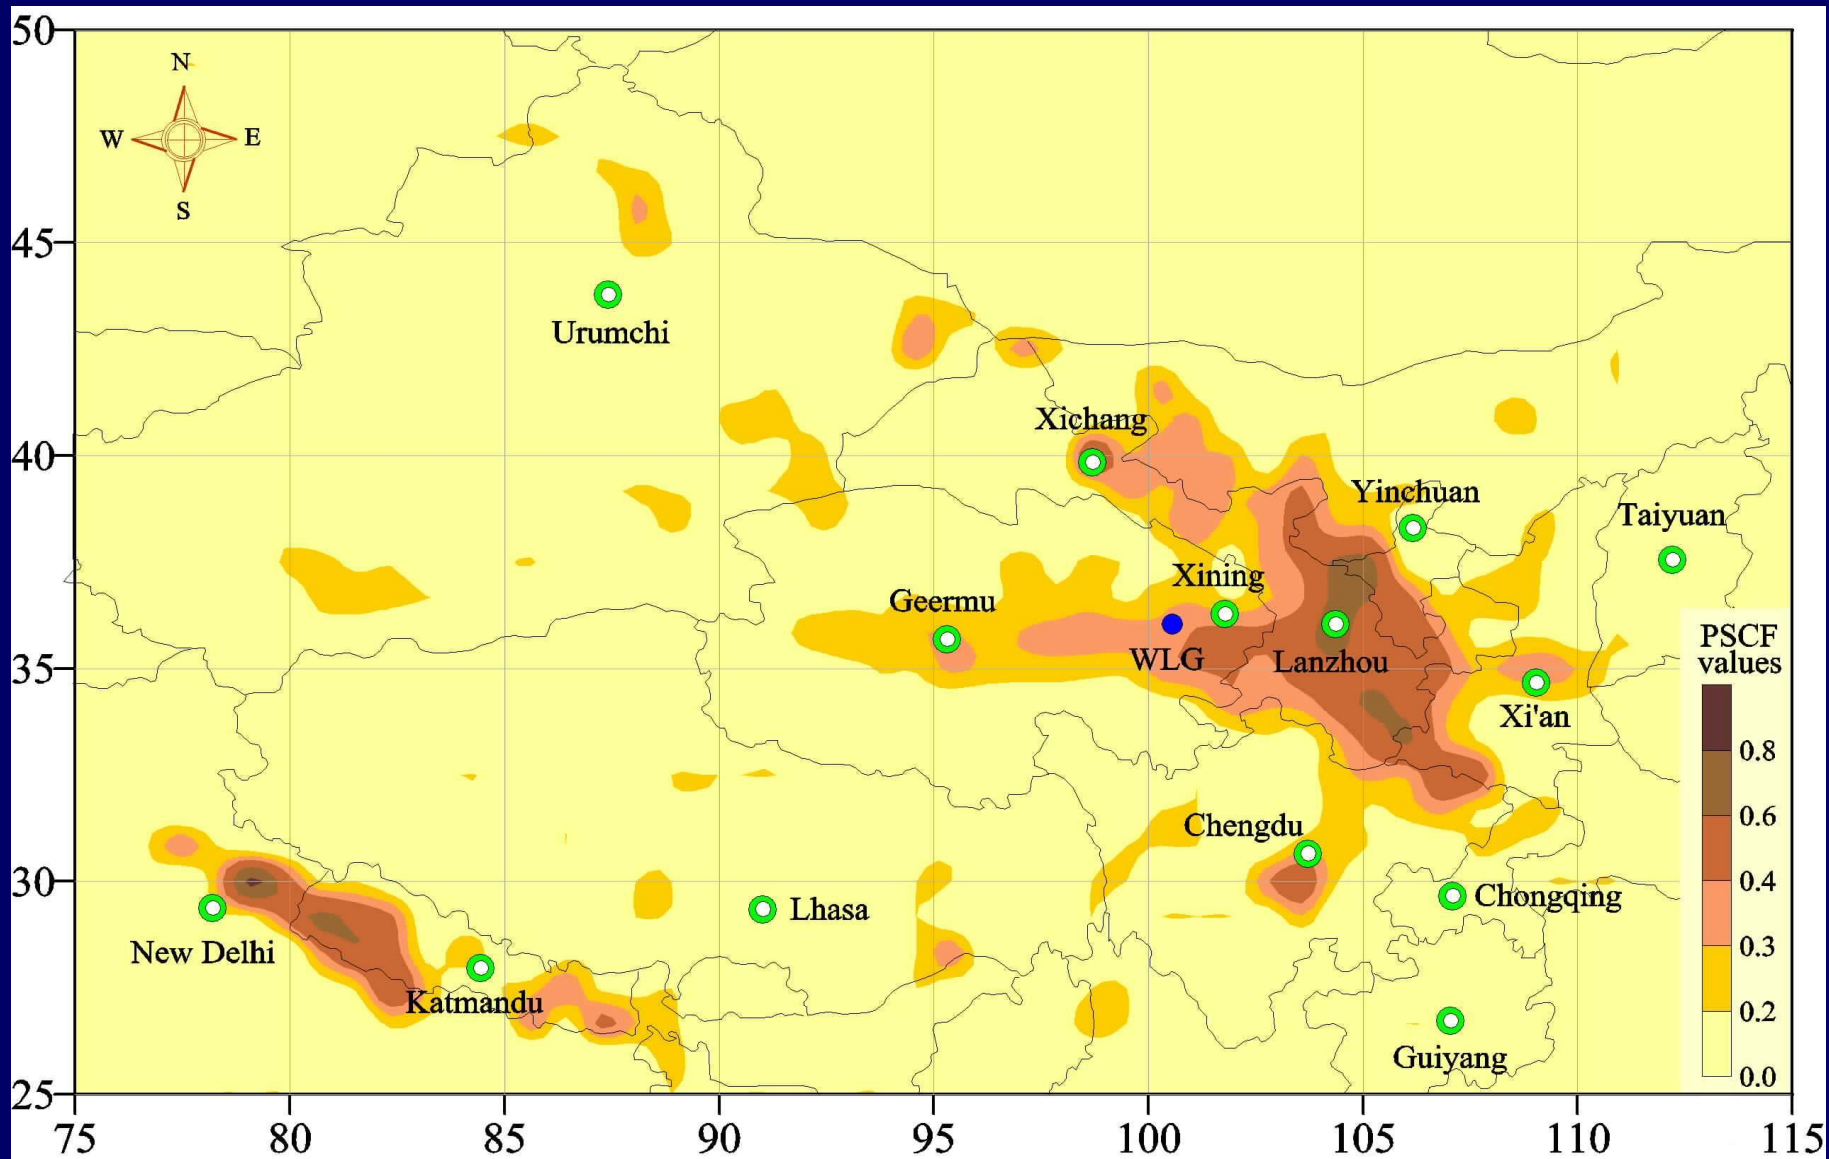 50
N
W
E
S
45
Urumchi
Xichang
40
Yinchuan
Taiyuan
Xining
Geermu
WLG
Lanzhou
35
Xi'an
PSCF
values
0.8
0.6
0.4
0.3
0.2
0.0
Chengdu
30
Lhasa
Chongqing
New Delhi
Katmandu
Guiyang
25
75
80
85
90
95
100
105
110
115